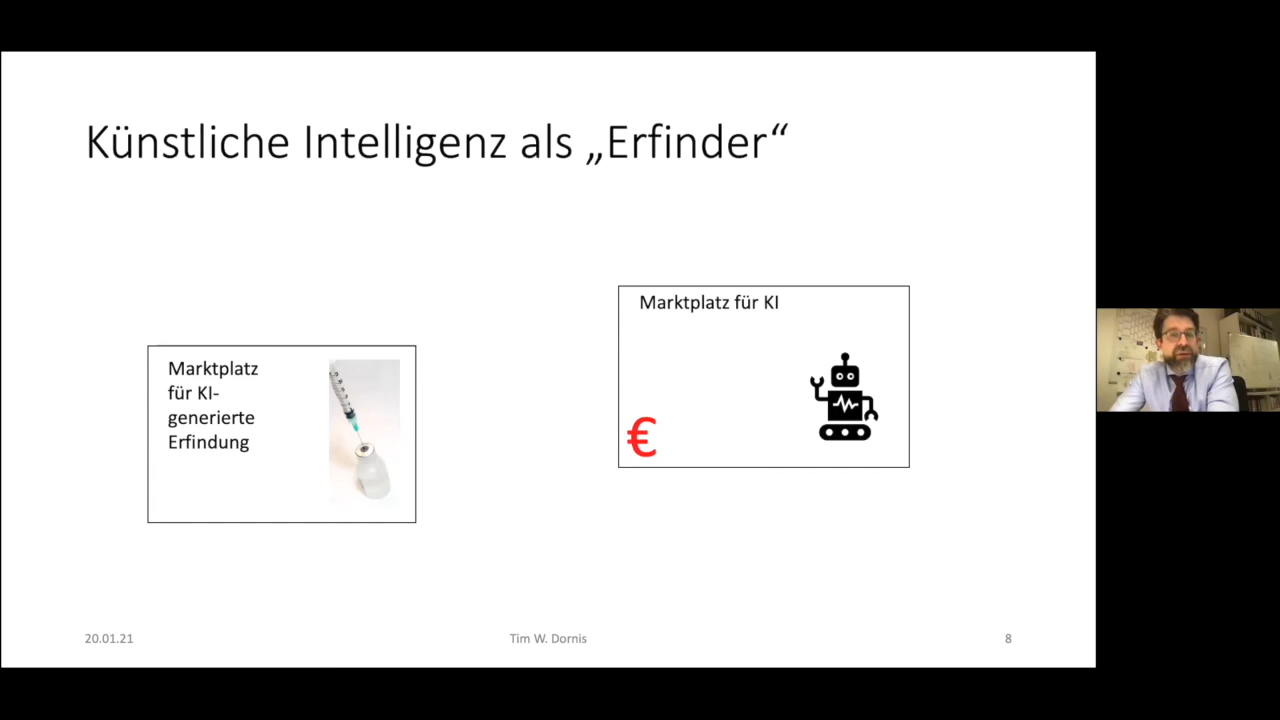 Künstliche Intelligenz als „Erfinder“
Marktplatz für KI
Marktplatz
für KI-
generierte
Erfindung
€
20.01.21
Tim W. Dornis
8